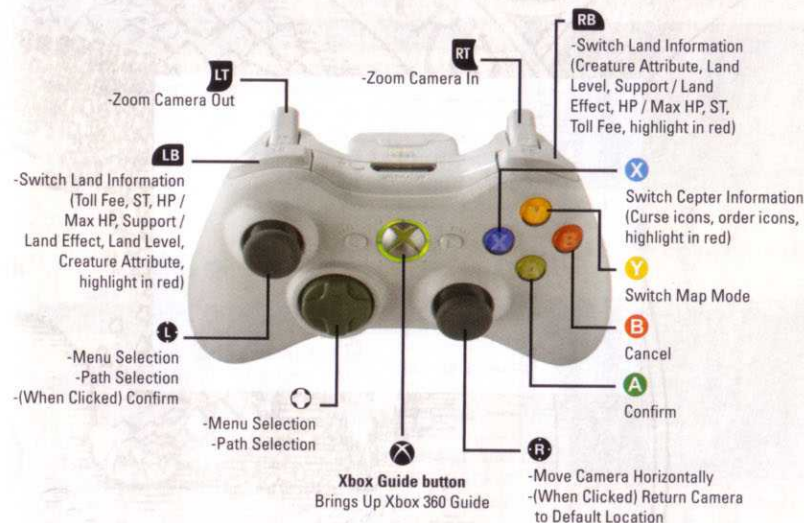 RB
-Switch Land Information
(Creature Attribute, Land
Level, Support / Land
Effect, HP / Max HP, ST,
Toll Fee, highlight in red)
RT
-Zoom Camera In
LT
-Zoom Camera Out
LB
-Switch Land Information
(Toll Fee, ST, HP /
Max HP, Support /
Land Effect, Land Level,
Creature Attribute,
highlight in red)
X
Switch Cepter Information
(Curse icons, order icons,
highlight in red)
Y
Switch Map Mode
B
Cancel
A
Confirm
X
Y
B
A
L
-Menu Selection
-Path Selection
-(When Clicked) Confirm
-Menu Selection
-Path Selection
Xbox Guide button
Brings Up Xbox 360 Guide
R
-Move Camera Horizontally
-(When Clicked) Return Camera
to Default Location